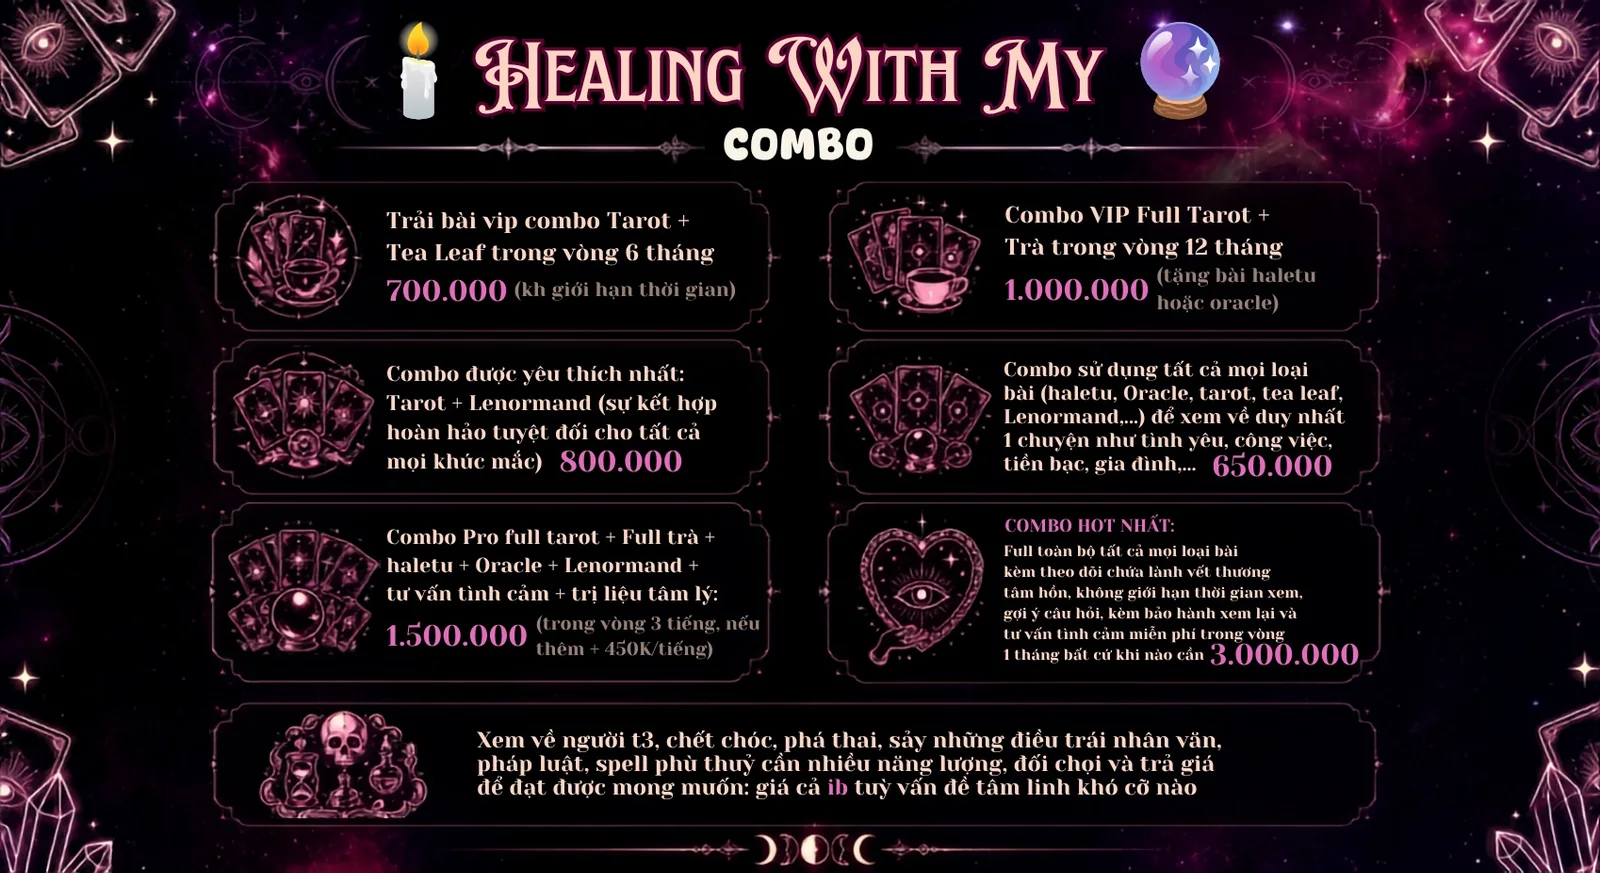 HEALING WITH MY
COMBO
Trải bài vip combo Tarot +
Tea Leaf trong vòng 6 tháng
700.000 (kh giới hạn thời gian)
Combo VIP Full Tarot +
Trà trong vòng 12 tháng
1.000.000 (tặng bài haletu
hoặc oracle)
Combo được yêu thích nhất:
Tarot + Lenormand (sự kết hợp
hoàn hảo tuyệt đối cho tất cả
mọi khúc mắc) 800.000
Combo sử dụng tất cả mọi loại
bài (haletu, Oracle, tarot, tea leaf,
Lenormand,...) để xem về duy nhất
1 chuyện như tình yêu, công việc,
tiền bạc, gia đình,... 650.000
Combo Pro full tarot + Full trà +
haletu + Oracle + Lenormand +
tư vấn tình cảm + trị liệu tâm lý:
1.500.000 (trong vòng 3 tiếng, nếu
thêm + 450K/tiếng)
COMBO HOT NHẤT:
Full toàn bộ tất cả mọi loại bài
kèm theo dõi chứa lành vết thương
tâm hồn, không giới hạn thời gian xem,
gợi ý câu hỏi, kèm bảo hành xem lại và
tư vấn tình cảm miễn phí trong vòng
1 tháng bất cứ khi nào cần 3.000.000
Xem về người t3, chết chóc, phá thai, sảy những điều trái nhân văn,
pháp luật, spell phù thuỷ cần nhiều năng lượng, đối chọi và trả giá
để đạt được mong muốn: giá cả ib tuỳ vấn đề tâm linh khó cỡ nào